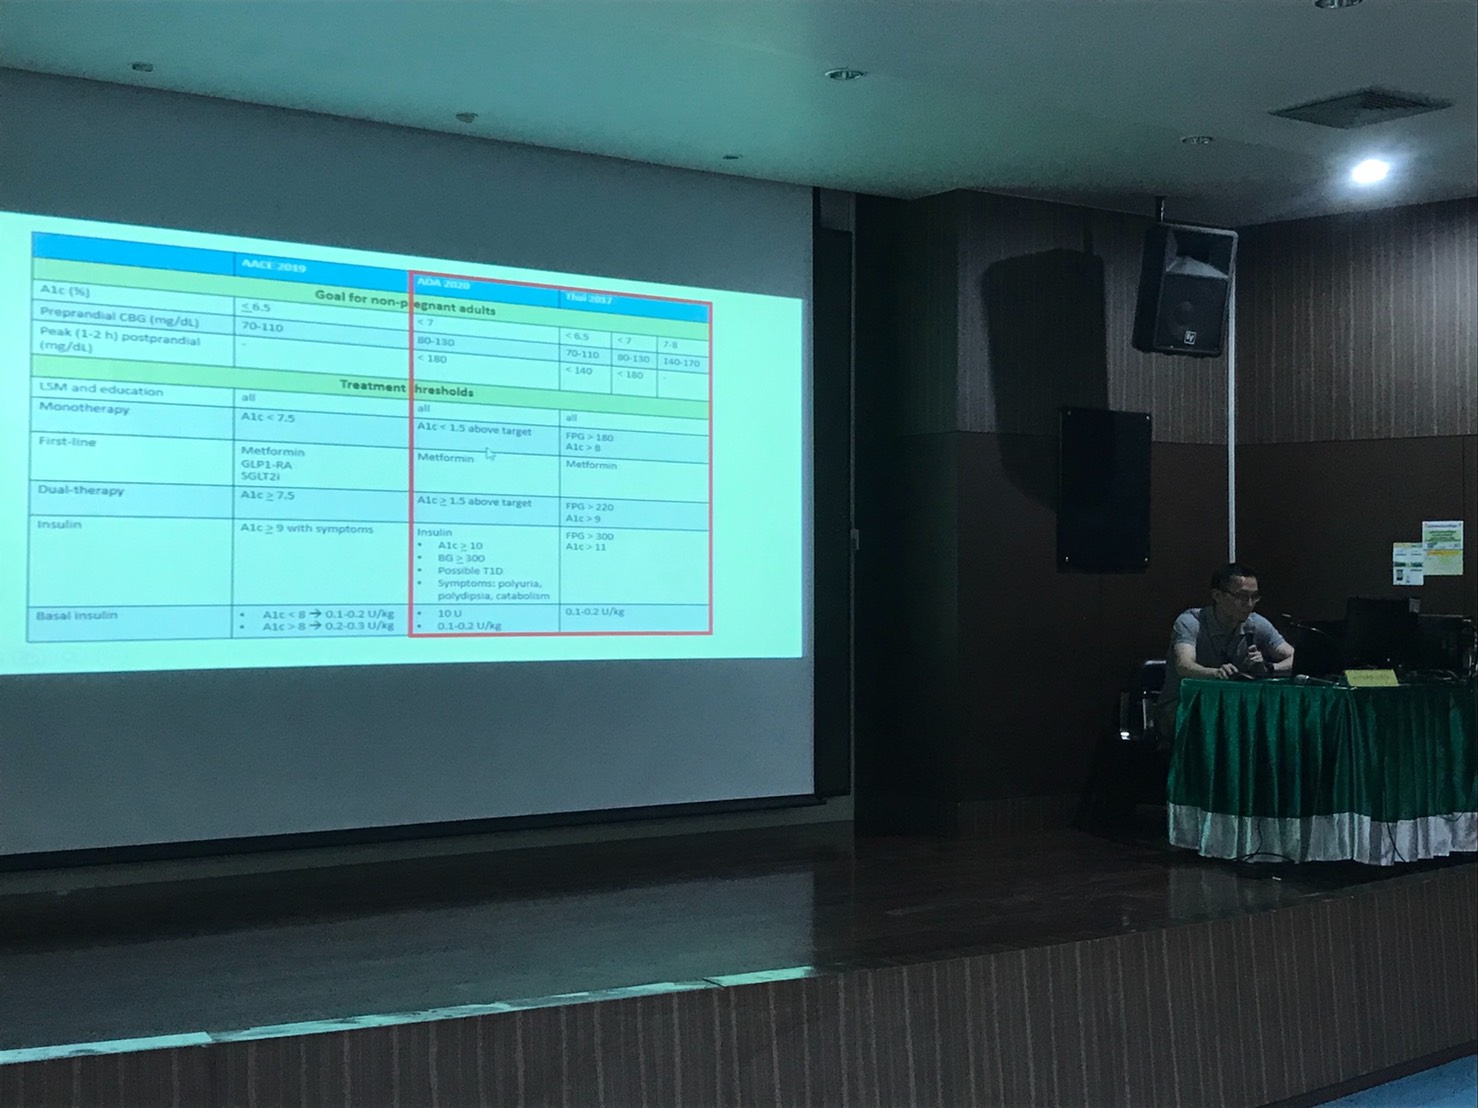 AACE 2019 ADA 2020 Thai 2017
Goal for non-pregnant adults
A1c (%) < 6.5 < 7 < 6.5 < 7 7-8
Preprandial CBG (mg/dL) 70-110 80-130 70-110 80-130 140-170
Peak (1-2 h) postprandial (mg/dL) - < 180 < 140 < 180 -
Treatment thresholds
LSM and education all all all
Monotherapy A1c < 7.5 A1c < 1.5 above target FPG > 180
A1c > 8
First-line Metformin Metformin Metformin
GLP1-RA
SGLT2i
Dual-therapy A1c ≥ 7.5 A1c ≥ 1.5 above target FPG > 220
A1c > 9
Insulin A1c ≥ 9 with symptoms Insulin FPG > 300
• A1c ≥ 10 A1c > 11
• BG ≥ 300
• Possible T1D
• Symptoms: polyuria,
polydipsia, catabolism
Basal insulin • A1c < 8 → 0.1-0.2 U/kg • 10 U 0.1-0.2 U/kg
• A1c > 8 → 0.2-0.3 U/kg • 0.1-0.2 U/kg